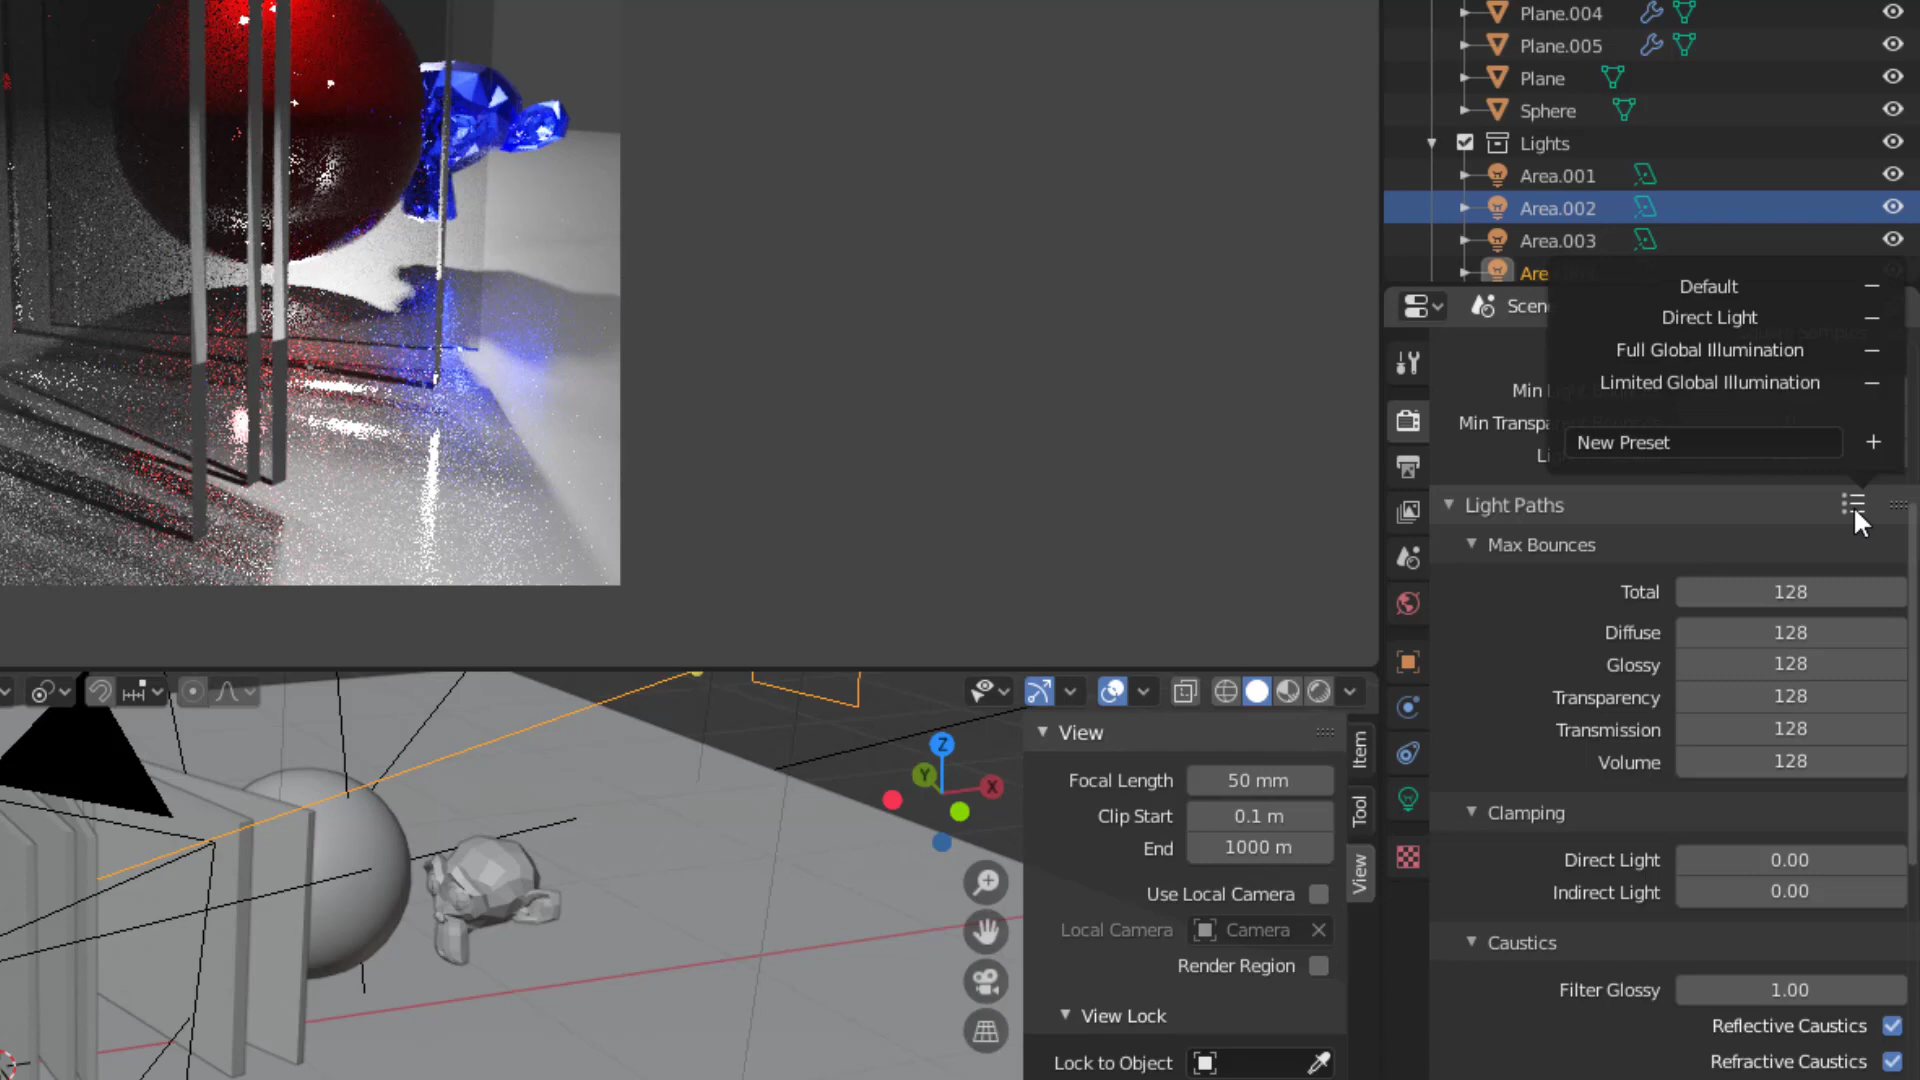 Plane.004
Plane.005
Plane
Sphere
Lights
Area.001
Area.002
Area.003
Are
Scen
Default
Direct Light
Full Global Illumination
Limited Global Illumination
Min
Min Transpa
Li
New Preset
Light Paths
Max Bounces
Total 128
Diffuse 128
Glossy 128
Transparency 128
Transmission 128
Volume 128
Clamping
Direct Light 0.00
Indirect Light 0.00
Caustics
Filter Glossy 1.00
Reflective Caustics
Refractive Caustics
Z
Y
X
View
Focal Length 50 mm
Clip Start 0.1 m
End 1000 m
Use Local Camera
Local Camera Camera
Render Region
View Lock
Lock to Object
Item
Tool
View